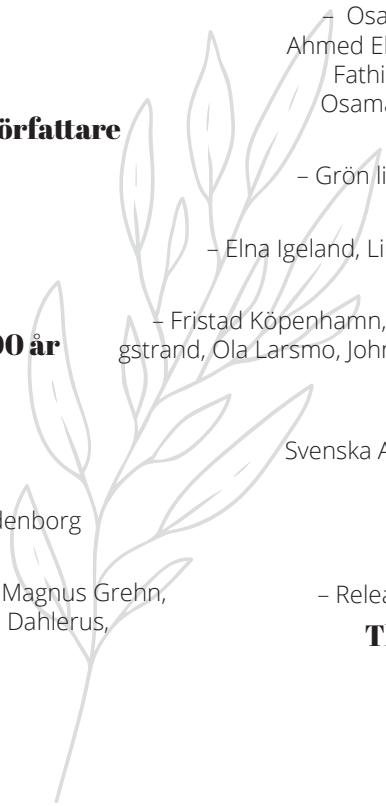 örfattare
00 år
denborg
Magnus Grehn,
Dahlerus,
– Osa
Ahmed El
Fathi
Osama
– Grön li
– Elna Igeland, Li
– Fristad Köpenhamn,
gstrand, Ola Larsmo, John
Svenska A
– Relea
T